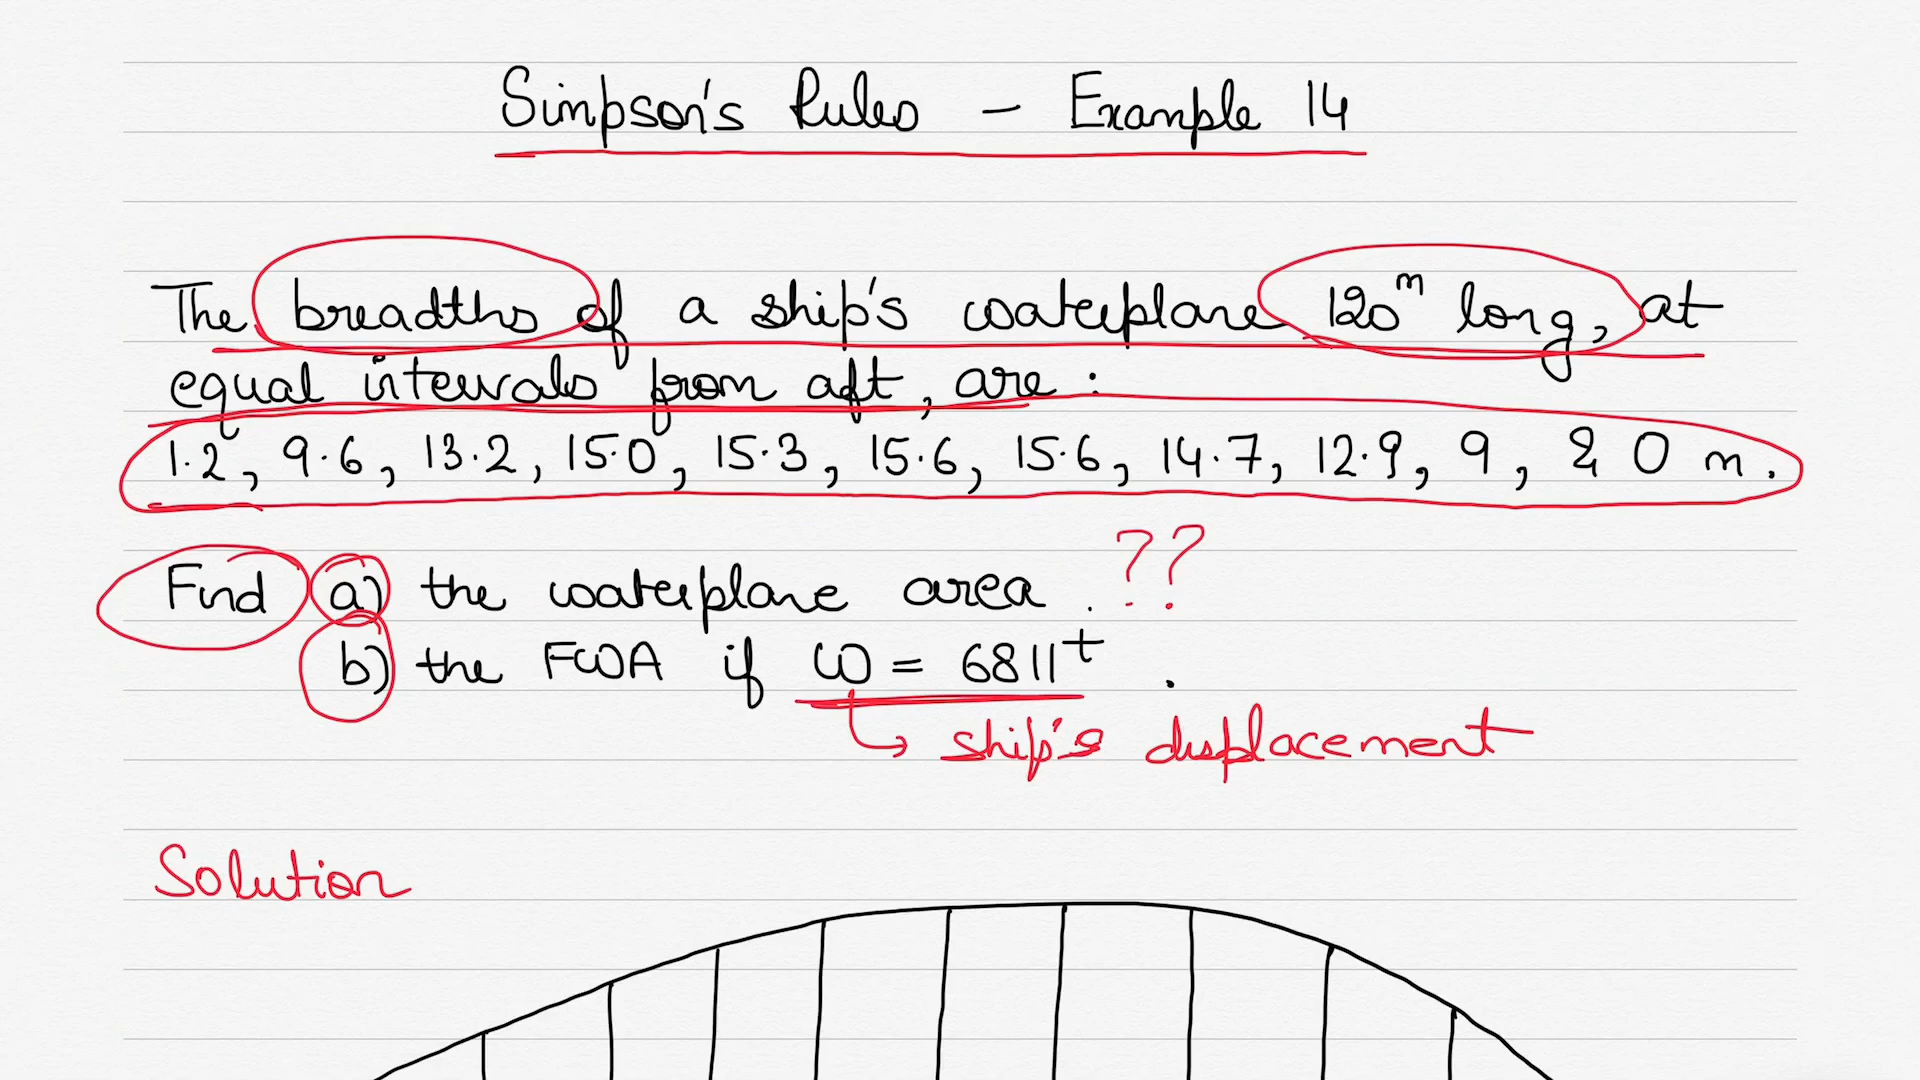 Simpson's Rules - Example 14
The breadths of a ship's waterplane 120ᵐ long, at
equal intervals from aft, are :
1.2, 9.6, 13.2, 15.0, 15.3, 15.6, 15.6, 14.7, 12.9, 9, & 0 m.
Find a) the waterplane area. ??
b) the FWA if W = 6811ᵗ.
ship's displacement
Solution